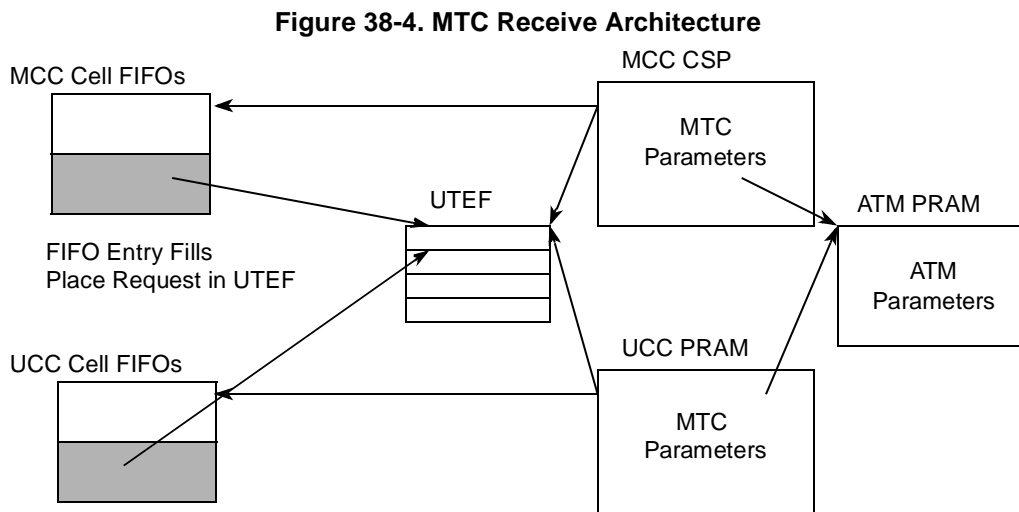 Figure 38-4. MTC Receive Architecture
MCC Cell FIFOs
MCC CSP
MTC
Parameters
UTEF
ATM PRAM
FIFO Entry Fills
Place Request in UTEF
ATM
Parameters
UCC Cell FIFOs
UCC PRAM
MTC
Parameters